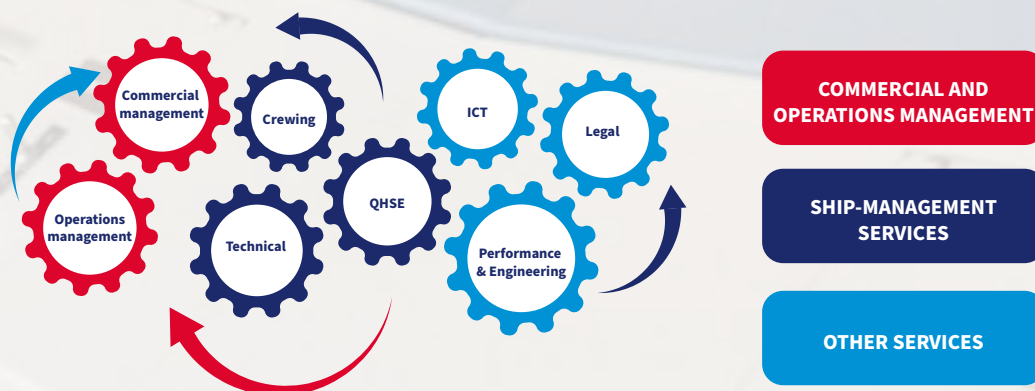 Commercial
management
Crewing
ICT
Legal
Operations
management
Technical
QHSE
Performance
& Engineering
COMMERCIAL AND
OPERATIONS MANAGEMENT
SHIP-MANAGEMENT
SERVICES
OTHER SERVICES